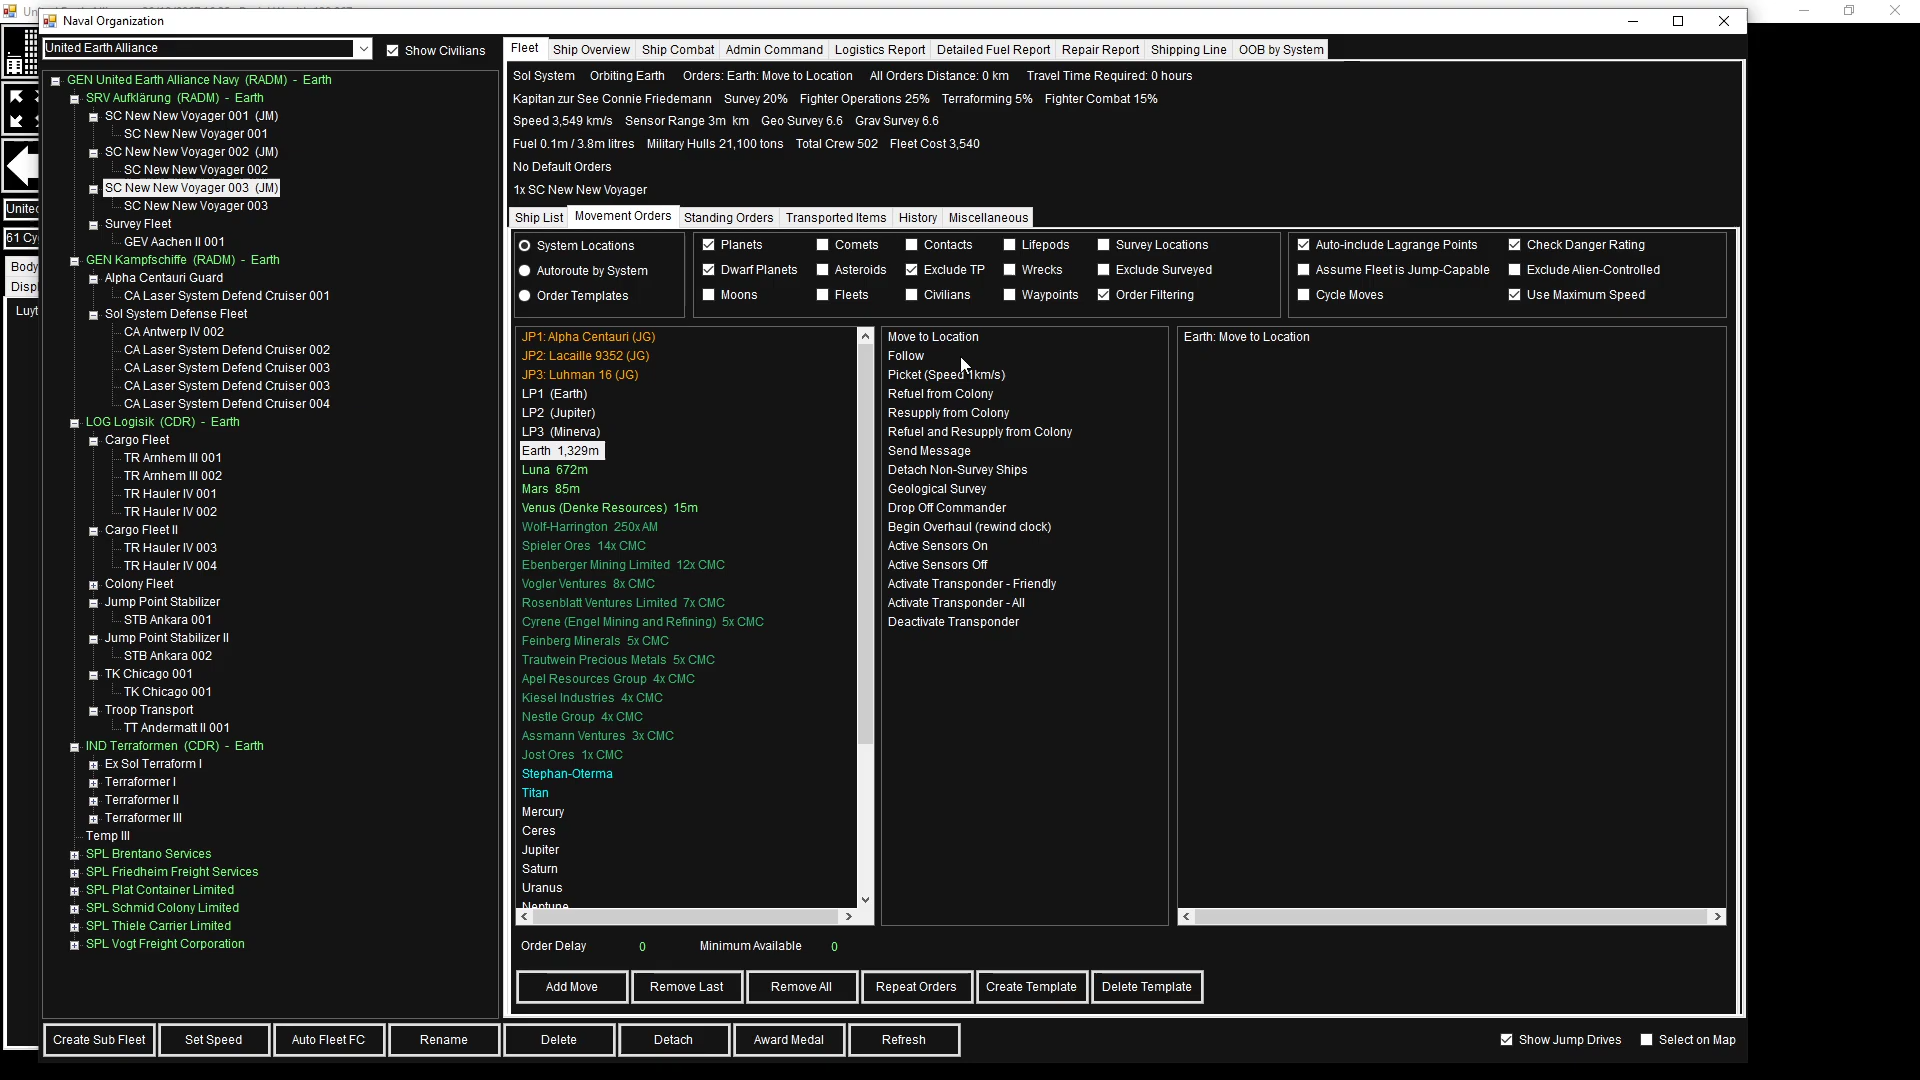 Naval Organization
United Earth Alliance
Show Civilians
Fleet
Ship Overview
Ship Combat
Admin Command
Logistics Report
Detailed Fuel Report
Repair Report
Shipping Line
OOB by System
GEN United Earth Alliance Navy (RADM) - Earth
SRV Aufklärung (RADM) - Earth
SC New New Voyager 001 (JM)
SC New New Voyager 001
SC New New Voyager 002 (JM)
SC New New Voyager 002
SC New New Voyager 003 (JM)
SC New New Voyager 003
Survey Fleet
GEV Aachen II 001
GEN Kampfschiffe (RADM) - Earth
Alpha Centauri Guard
CA Laser System Defend Cruiser 001
Sol System Defense Fleet
CA Antwerp IV 002
CA Laser System Defend Cruiser 002
CA Laser System Defend Cruiser 003
CA Laser System Defend Cruiser 003
CA Laser System Defend Cruiser 004
LOG Logisik (CDR) - Earth
Cargo Fleet
TR Arnhem III 001
TR Arnhem III 002
TR Hauler IV 001
TR Hauler IV 002
Cargo Fleet II
TR Hauler IV 003
TR Hauler IV 004
Colony Fleet
Jump Point Stabilizer
STB Ankara 001
Jump Point Stabilizer II
STB Ankara 002
TK Chicago 001
TK Chicago 001
Troop Transport
TT Andermatt II 001
IND Terraformen (CDR) - Earth
Ex Sol Terraform I
Terraformer I
Terraformer II
Terraformer III
Temp III
SPL Brentano Services
SPL Friedheim Freight Services
SPL Plat Container Limited
SPL Schmid Colony Limited
SPL Thiele Carrier Limited
SPL Vogt Freight Corporation
Sol System Orbiting Earth Orders: Earth: Move to Location All Orders Distance: 0 km Travel Time Required: 0 hours
Kapitan zur See Connie Friedemann Survey 20% Fighter Operations 25% Terraforming 5% Fighter Combat 15%
Speed 3,549 km/s Sensor Range 3m km Geo Survey 6.6 Grav Survey 6.6
Fuel 0.1m / 3.8m litres Military Hulls 21,100 tons Total Crew 502 Fleet Cost 3,540
No Default Orders
1x SC New New Voyager
Ship List
Movement Orders
Standing Orders
Transported Items
History
Miscellaneous
System Locations
Autoroute by System
Order Templates
Planets
Comets
Contacts
Lifepods
Survey Locations
Dwarf Planets
Asteroids
Exclude TP
Wrecks
Exclude Surveyed
Moons
Fleets
Civilians
Waypoints
Order Filtering
Auto-include Lagrange Points
Check Danger Rating
Assume Fleet is Jump-Capable
Exclude Alien-Controlled
Cycle Moves
Use Maximum Speed
JP1: Alpha Centauri (JG)
JP2: Lacaille 9352 (JG)
JP3: Luhman 16 (JG)
LP1 (Earth)
LP2 (Jupiter)
LP3 (Minerva)
Earth 1,329m
Luna 672m
Mars 85m
Venus (Denke Resources) 15m
Wolf-Harrington 250x AM
Spieler Ores 14x CMC
Ebenberger Mining Limited 12x CMC
Vogler Ventures 8x CMC
Rosenblatt Ventures Limited 7x CMC
Cyrene (Engel Mining and Refining) 5x CMC
Feinberg Minerals 5x CMC
Trautwein Precious Metals 5x CMC
Apel Resources Group 4x CMC
Kiesel Industries 4x CMC
Nestle Group 4x CMC
Assmann Ventures 3x CMC
Jost Ores 1x CMC
Stephan-Oterma
Titan
Mercury
Ceres
Jupiter
Saturn
Uranus
Neptune
Move to Location
Follow
Picket (Speed 1km/s)
Refuel from Colony
Resupply from Colony
Refuel and Resupply from Colony
Send Message
Detach Non-Survey Ships
Geological Survey
Drop Off Commander
Begin Overhaul (rewind clock)
Active Sensors On
Active Sensors Off
Activate Transponder - Friendly
Activate Transponder - All
Deactivate Transponder
Earth: Move to Location
Order Delay 0 Minimum Available 0
Add Move
Remove Last
Remove All
Repeat Orders
Create Template
Delete Template
Create Sub Fleet
Set Speed
Auto Fleet FC
Rename
Delete
Detach
Award Medal
Refresh
Show Jump Drives
Select on Map
United
61 Cy
Body
Displ
Luyt